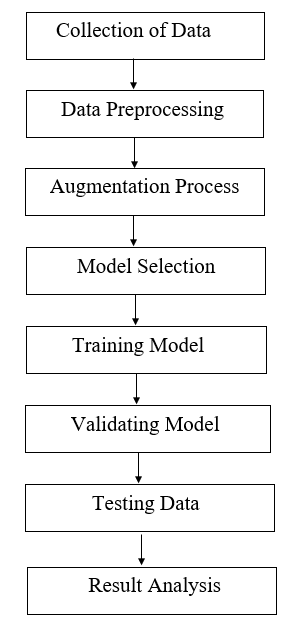 Collection of Data
Data Preprocessing
Augmentation Process
Model Selection
Training Model
Validating Model
Testing Data
Result Analysis